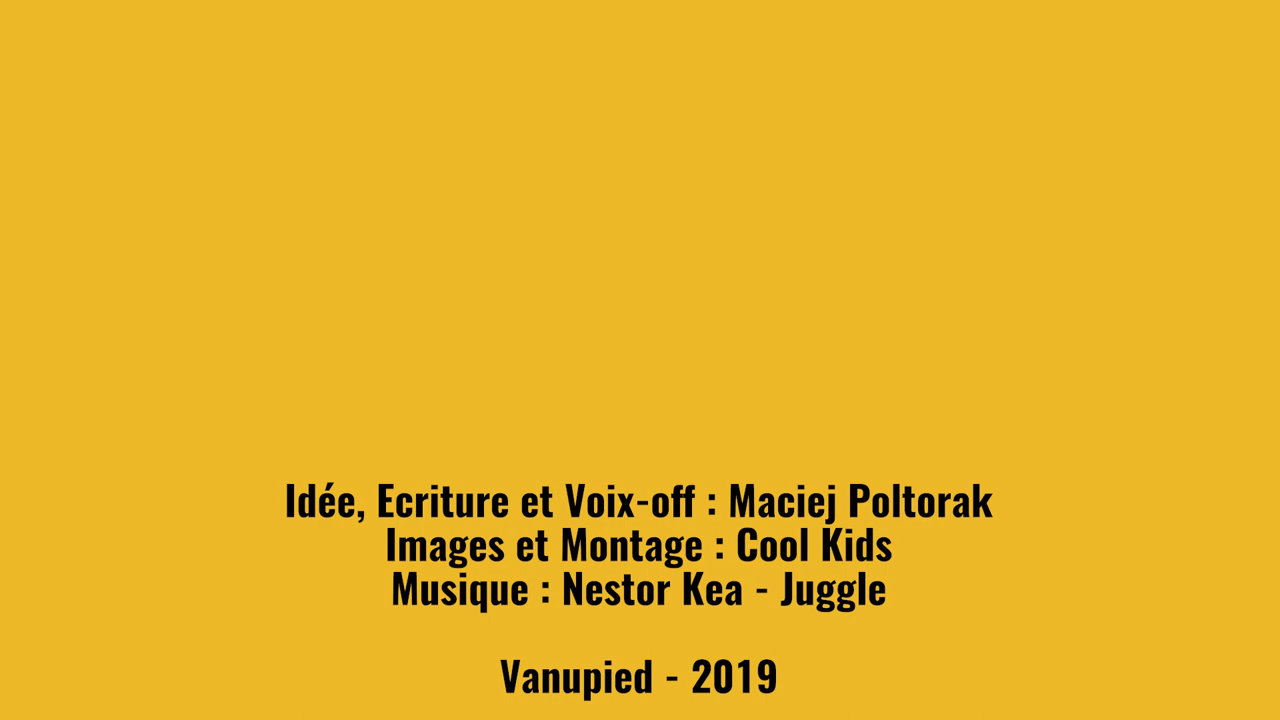 Idée, Ecriture et Voix-off : Maciej Poltorak
Images et Montage : Cool Kids
Musique : Nestor Kea - Juggle
Vanupied - 2019